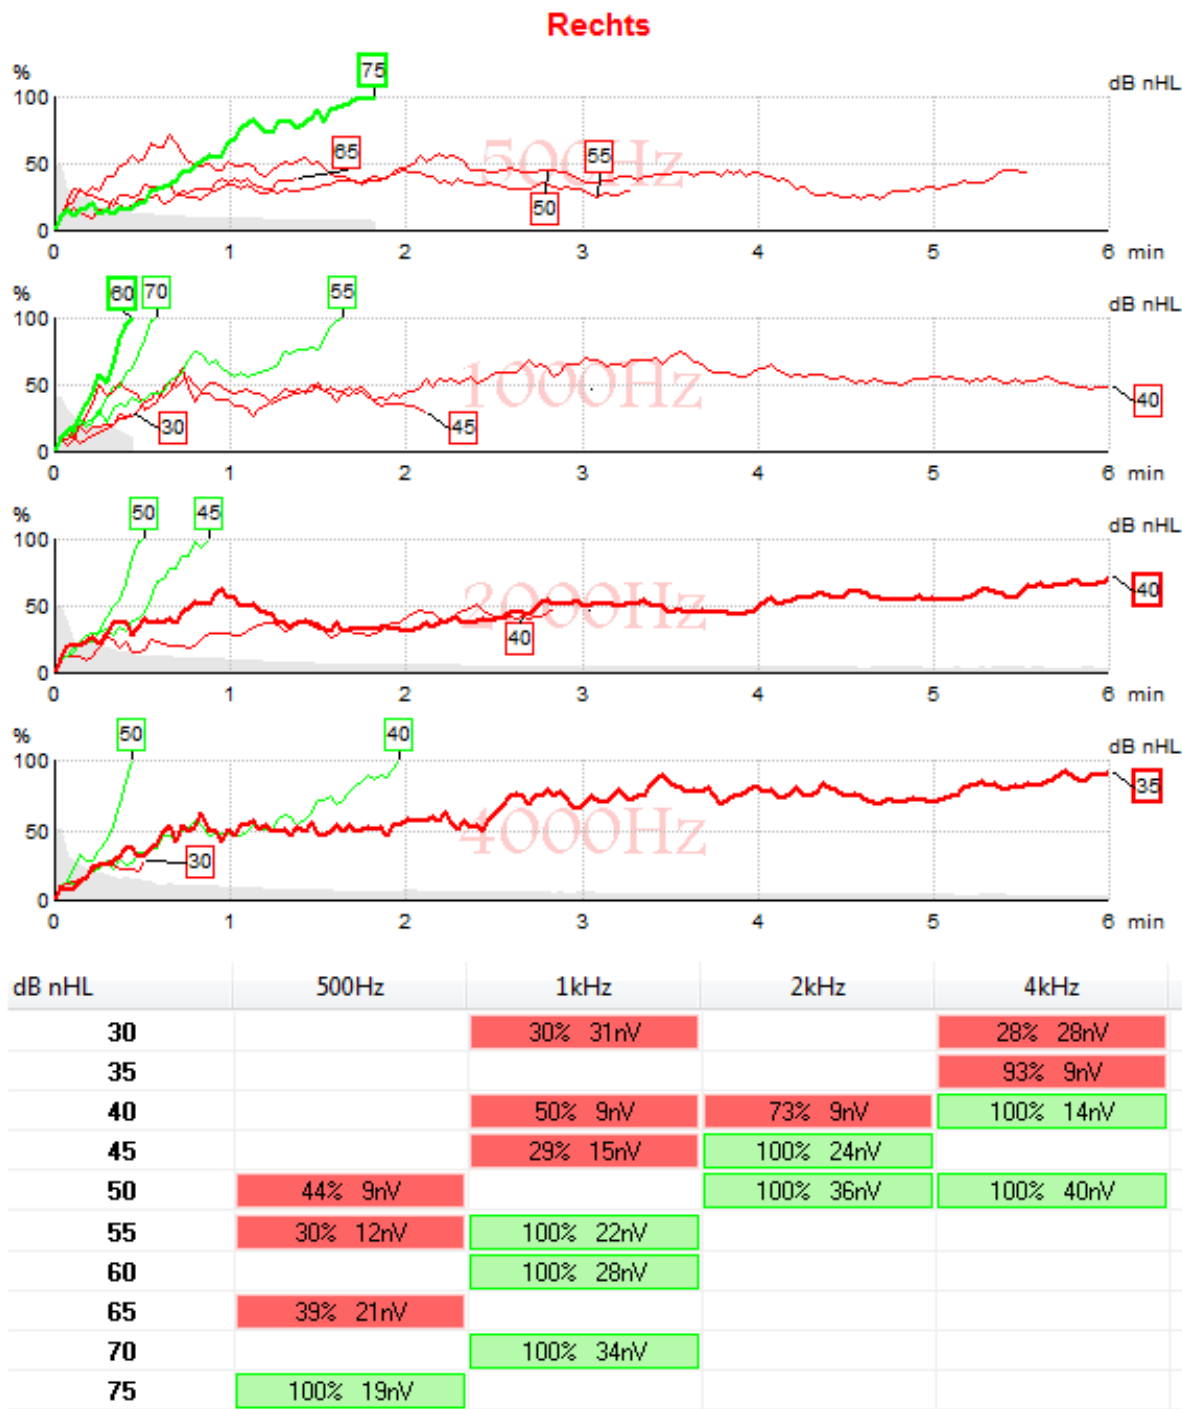 Rechts
% dB nHL
75
100
500Hz
65 55
50
50
0
0 1 2 3 4 5 6 min
60 70 55
% dB nHL
100
1000Hz
50
40
30 45
0
0 1 2 3 4 5 6 min
50 45
% dB nHL
100
2000Hz
40
50
40
0
0 1 2 3 4 5 6 min
50 40
% dB nHL
100
35
4000Hz
50
30
0
0 1 2 3 4 5 6 min
dB nHL 500Hz 1kHz 2kHz 4kHz
30 30% 31nV 28% 28nV
35 93% 9nV
40 50% 9nV 73% 9nV 100% 14nV
45 29% 15nV 100% 24nV
50 44% 9nV 100% 36nV 100% 40nV
55 30% 12nV 100% 22nV
60 100% 28nV
65 39% 21nV
70 100% 34nV
75 100% 19nV